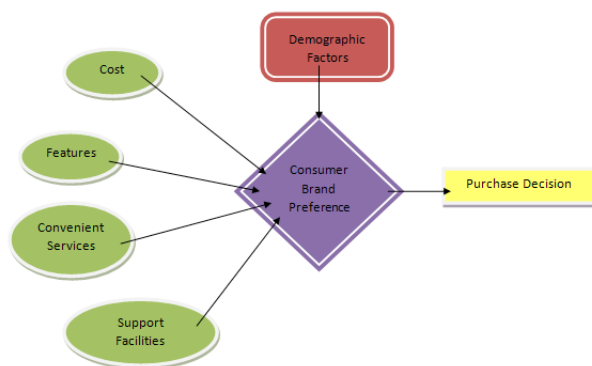 Demographic
Factors
Cost
Features
Convenient
Services
Support
Facilities
Consumer
Brand
Preference
Purchase Decision